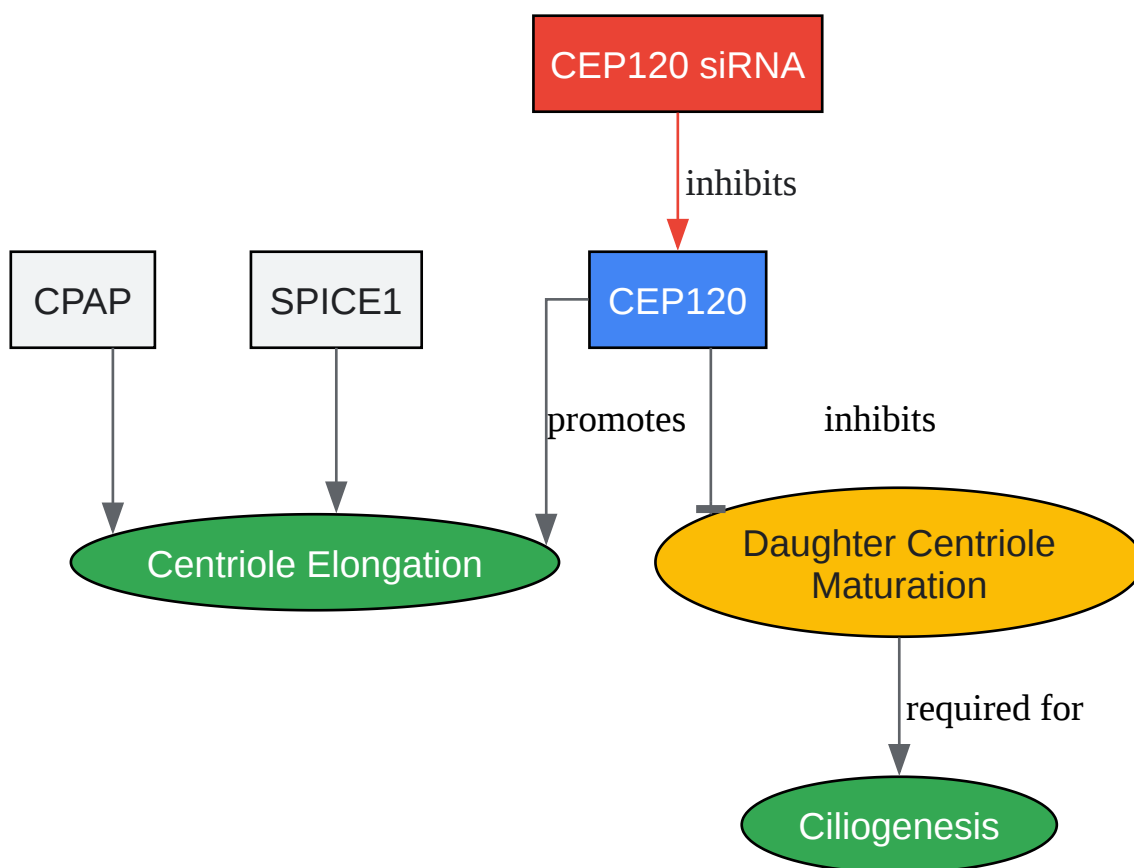 CEP120 siRNA
inhibits
CPAP
SPICE1
CEP120
promotes
inhibits
Centriole Elongation
Daughter Centriole
Maturation
required for
Ciliogenesis